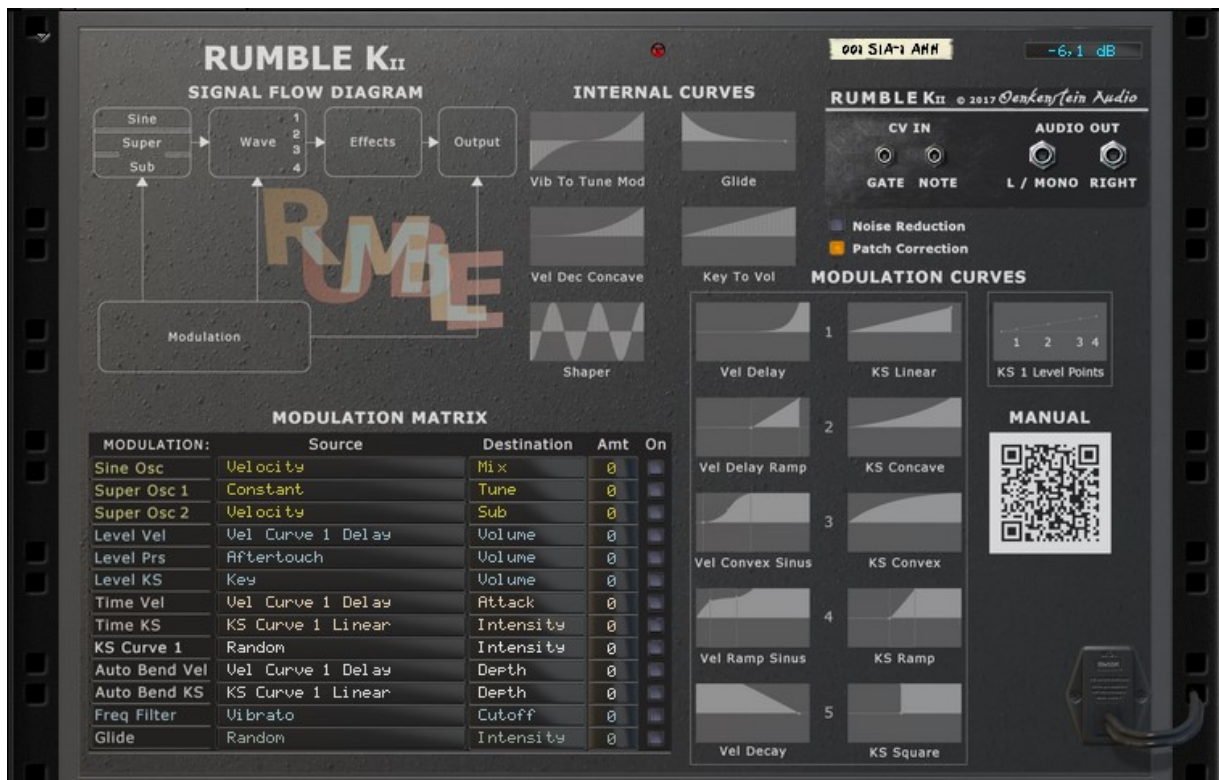 RUMBLE KII
-6,1 dB
SIGNAL FLOW DIAGRAM
Sine
Super
Sub
Wave
1
2
3
4
Effects
Output
Modulation
RUMBLE
INTERNAL CURVES
Vib To Tune Mod
Glide
Vel Dec Concave
Key To Vol
Shaper
RUMBLE KII © 2017 Oenkenstein Audio
CV IN
AUDIO OUT
GATE NOTE
L / MONO RIGHT
Noise Reduction
Patch Correction
MODULATION CURVES
Vel Delay
1
KS Linear
Vel Delay Ramp
2
KS Concave
Vel Convex Sinus
3
KS Convex
Vel Ramp Sinus
4
KS Ramp
Vel Decay
5
KS Square
1 2 3 4
KS 1 Level Points
MANUAL
MODULATION MATRIX
MODULATION: Source Destination Amt On
Sine Osc Velocity Mix 0
Super Osc 1 Constant Tune 0
Super Osc 2 Velocity Sub 0
Level Vel Vel Curve 1 Delay Volume 0
Level Prs Aftertouch Volume 0
Level KS Key Volume 0
Time Vel Vel Curve 1 Delay Attack 0
Time KS KS Curve 1 Linear Intensity 0
KS Curve 1 Random Intensity 0
Auto Bend Vel Vel Curve 1 Delay Depth 0
Auto Bend KS KS Curve 1 Linear Depth 0
Freq Filter Vibrato Cutoff 0
Glide Random Intensity 0